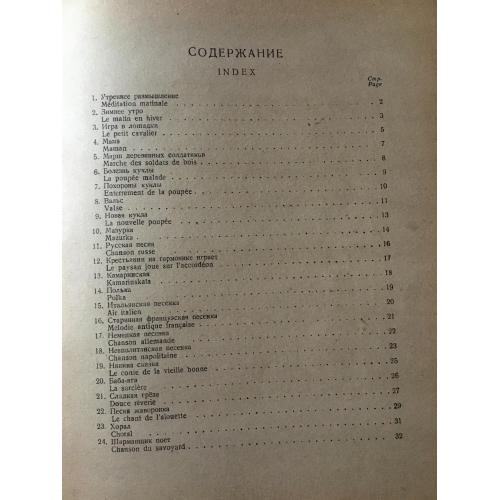 СОДЕРЖАНИЕ
INDEX
Стр.
Page
1. Утреннее размышление
Méditation matinale 2
2. Зимнее утро
Le matin en hiver 3
3. Игра в лошадки
Le petit cavalier 5
4. Мама
Maman 7
5. Марш деревянных солдатиков
Marche des soldats de bois 8
6. Болезнь куклы
La poupée malade 9
7. Похороны куклы
Enterrement de la poupée 10
8. Вальс
Valse 11
9. Новая кукла
La nouvelle poupée 13
10. Мазурка
Mazurka 14
11. Русская песня
Chanson russe 16
12. Крестьянин на гармонике играет
Le paysan joue sur l'accordéon 17
13. Камаринская
Kamarinskaïa 18
14. Полька
Polka 19
15. Итальянская песенка
Air italien 20
16. Старинная французская песенка
Mélodie antique française 21
17. Немецкая песенка
Chanson allemande 22
18. Неаполитанская песенка
Chanson napolitaine 23
19. Нянина сказка
Le conte de la vieille bonne 25
20. Баба-яга
La sorcière 26
21. Сладкая грёза
Douce rêverie 27
22. Песня жаворонка
Le chant de l'alouette 29
23. Хорал
Choral 31
24. Шарманщик поет
Chanson du savoyard 32